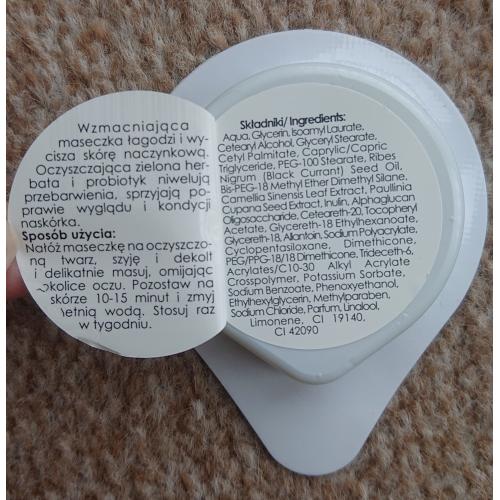 Wzmacniająca
maseczka łagodzi i wy-
cisza skórę naczynkową.
Oczyszczająca zielona her-
bata i probiotyk niwelują
przebarwienia, sprzyjają po-
prawie wyglądu i kondycji
naskórka.
Sposób użycia:
Nałóż maseczkę na oczyszczo-
ną twarz, szyję i dekolt
i delikatnie masuj, omijając
okolice oczu. Pozostaw na
skórze 10-15 minut i zmyj
letnią wodą. Stosuj raz
w tygodniu.
Składniki/ Ingredients:
Aqua, Glycerin, Isoamyl Laurate,
Cetearyl Alcohol, Glyceryl Stearate,
Cetyl Palmitate, Caprylic/Capric
Triglyceride, PEG-100 Stearate, Ribes
Nigrum (Black Currant) Seed Oil,
Bis-PEG-18 Methyl Ether Dimethyl Silane,
Camellia Sinensis Leaf Extract, Paullinia
Cupana Seed Extract, Inulin, Alphaglucan
Oligosaccharide, Ceteareth-20, Tocopheryl
Acetate, Glycereth-18 Ethylhexanoate,
Glycereth-18, Allantoin, Sodium Polyacrylate,
Cyclopentasiloxane, Dimethicone,
PEG/PPG-18/18 Dimethicone, Trideceth-6,
Acrylates/C10-30 Alkyl Acrylate
Crosspolymer, Potassium Sorbate,
Sodium Benzoate, Phenoxyethanol,
Ethylhexylglycerin, Methylparaben,
Sodium Chloride, Parfum, Linalool,
Limonene, CI 19140,
CI 42090